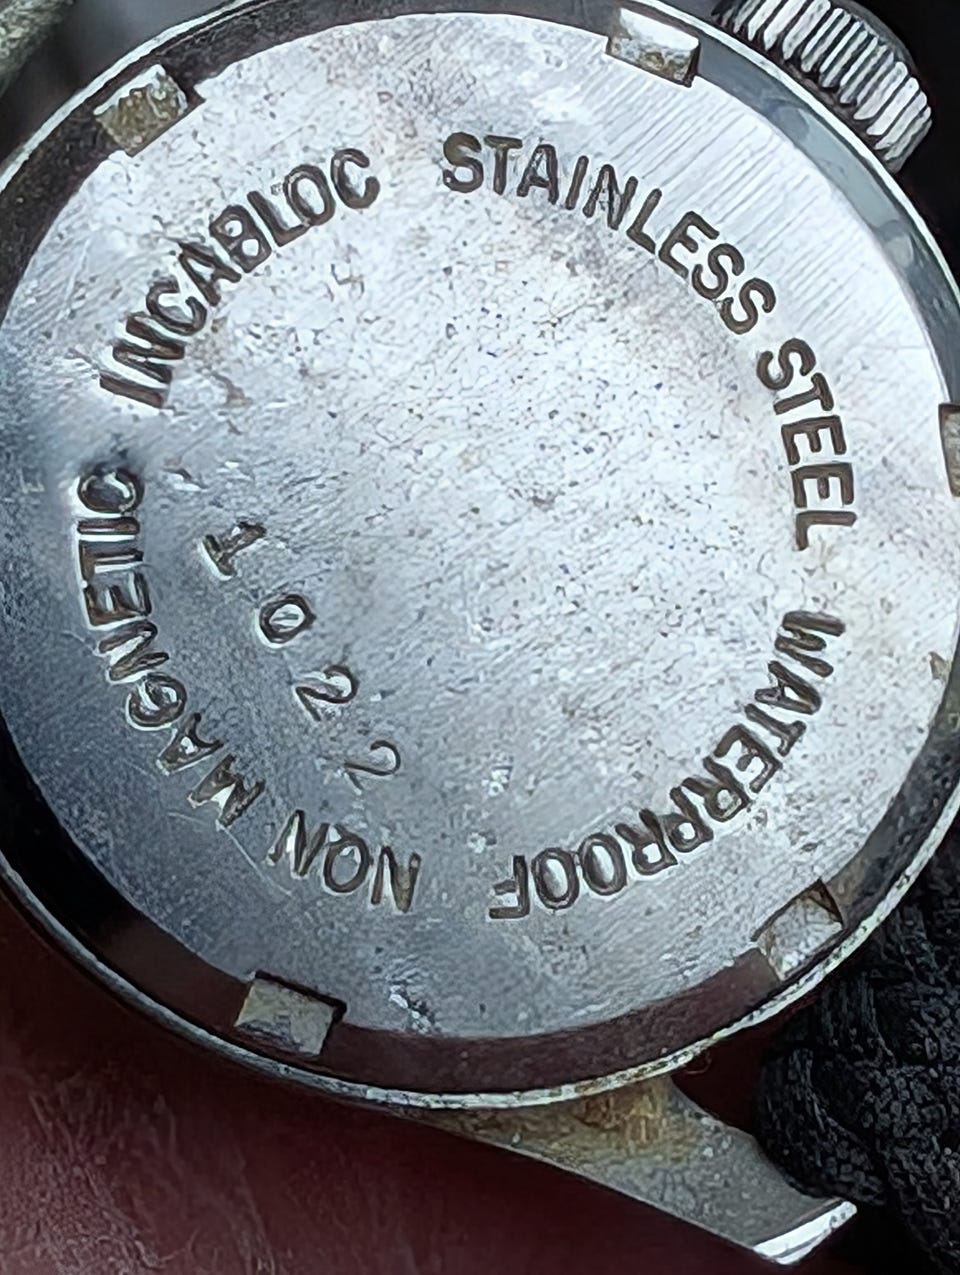 STAINLESS STEEL
WATERPROOF
NON MAGNETIC
INCABLOC
1022